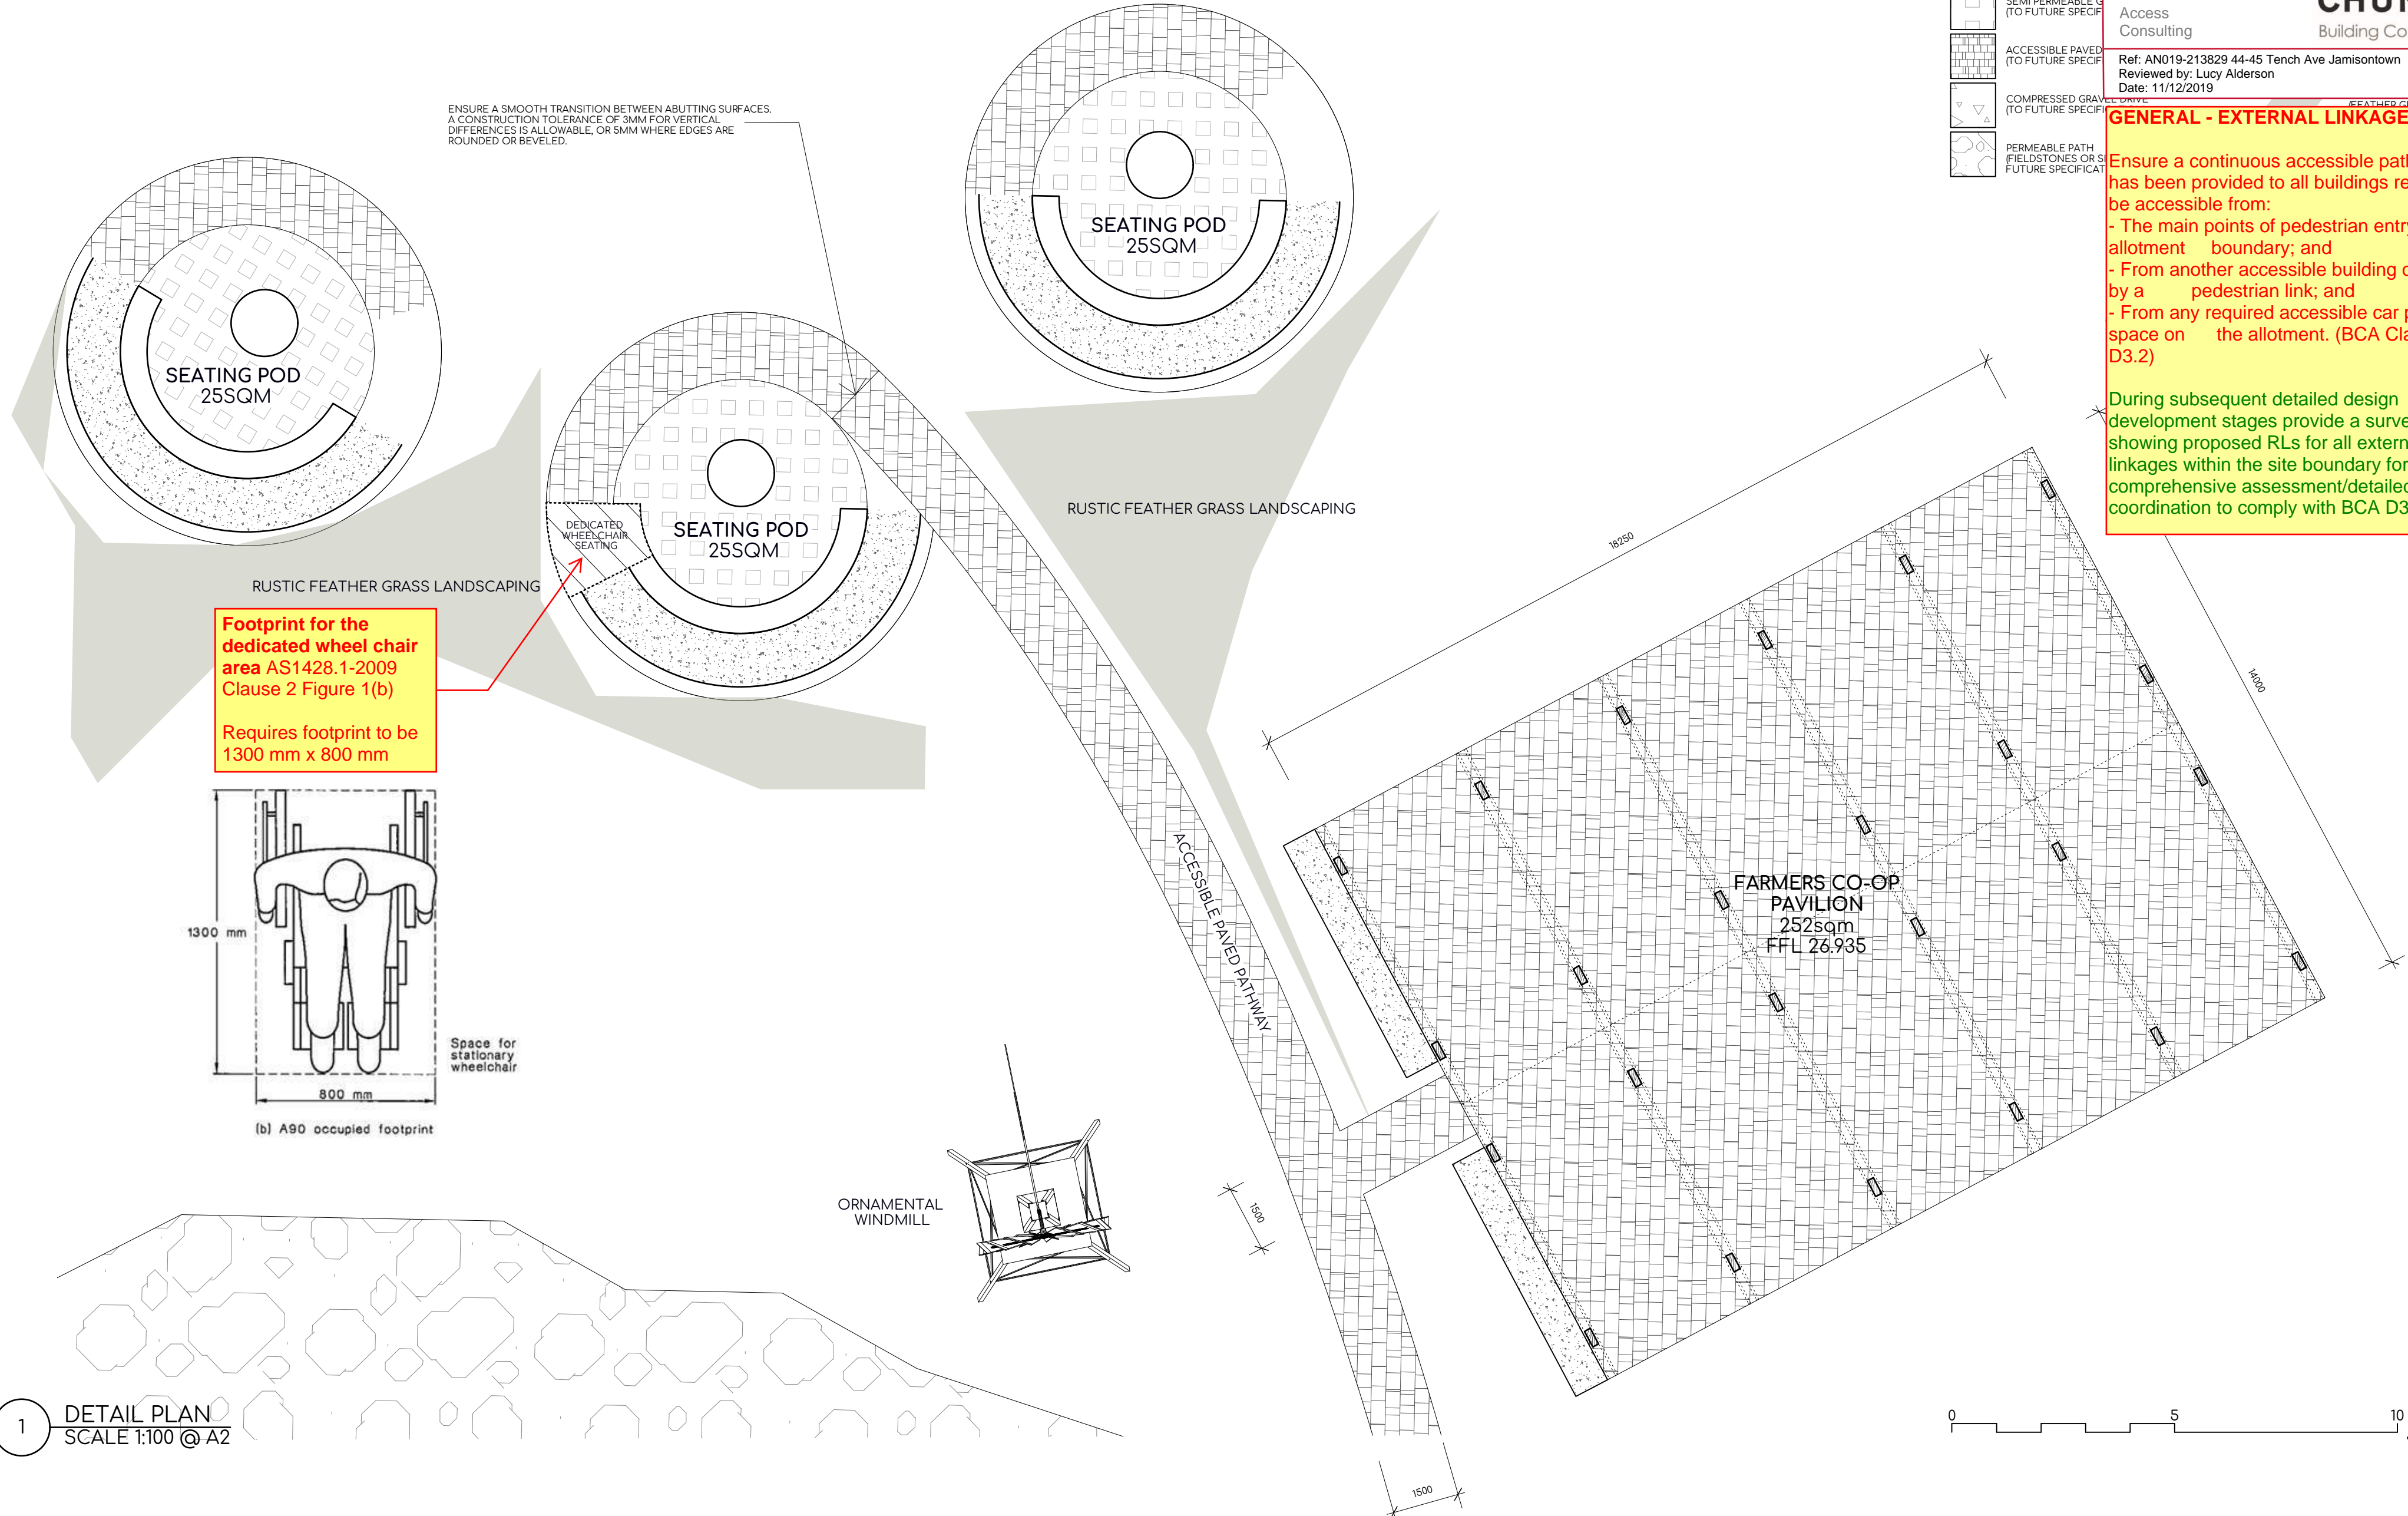 ENSURE A SMOOTH TRANSITION BETWEEN ABUTTING SURFACES.
A CONSTRUCTION TOLERANCE OF 3MM FOR VERTICAL
DIFFERENCES IS ALLOWABLE, OR 5MM WHERE EDGES ARE
ROUNDED OR BEVELED.
SEATING POD
25SQM
SEATING POD
25SQM
SEATING POD
25SQM
DEDICATED
WHEELCHAIR
SEATING
RUSTIC FEATHER GRASS LANDSCAPING
RUSTIC FEATHER GRASS LANDSCAPING
Footprint for the
dedicated wheel chair
area AS1428.1-2009
Clause 2 Figure 1(b)
Requires footprint to be
1300 mm x 800 mm
1300 mm
800 mm
Space for
stationary
wheelchair
(b) A90 occupied footprint
ACCESSIBLE PAVED PATHWAY
ORNAMENTAL
WINDMILL
1500
1500
18250
14000
FARMERS CO-OP
PAVILION
252sqm
FFL 26.935
SEMI PERMEABLE
(TO FUTURE SPECIF
ACCESSIBLE PAVED
(TO FUTURE SPECIF
COMPRESSED GRAVEL DRIVE
(TO FUTURE SPECIFI
PERMEABLE PATH
(FIELDSTONES OR
FUTURE SPECIFICAT
Access
Consulting
Building Co
Ref: AN019-213829 44-45 Tench Ave Jamisontown
Reviewed by: Lucy Alderson
Date: 11/12/2019
GENERAL - EXTERNAL LINKAGE
Ensure a continuous accessible pat
has been provided to all buildings re
be accessible from:
- The main points of pedestrian entr
allotment boundary; and
- From another accessible building
by a pedestrian link; and
- From any required accessible car p
space on the allotment. (BCA Cla
D3.2)
During subsequent detailed design
development stages provide a surve
showing proposed RLs for all extern
linkages within the site boundary for
comprehensive assessment/detailed
coordination to comply with BCA D3
1
DETAIL PLAN
SCALE 1:100 @ A2
0 5 10